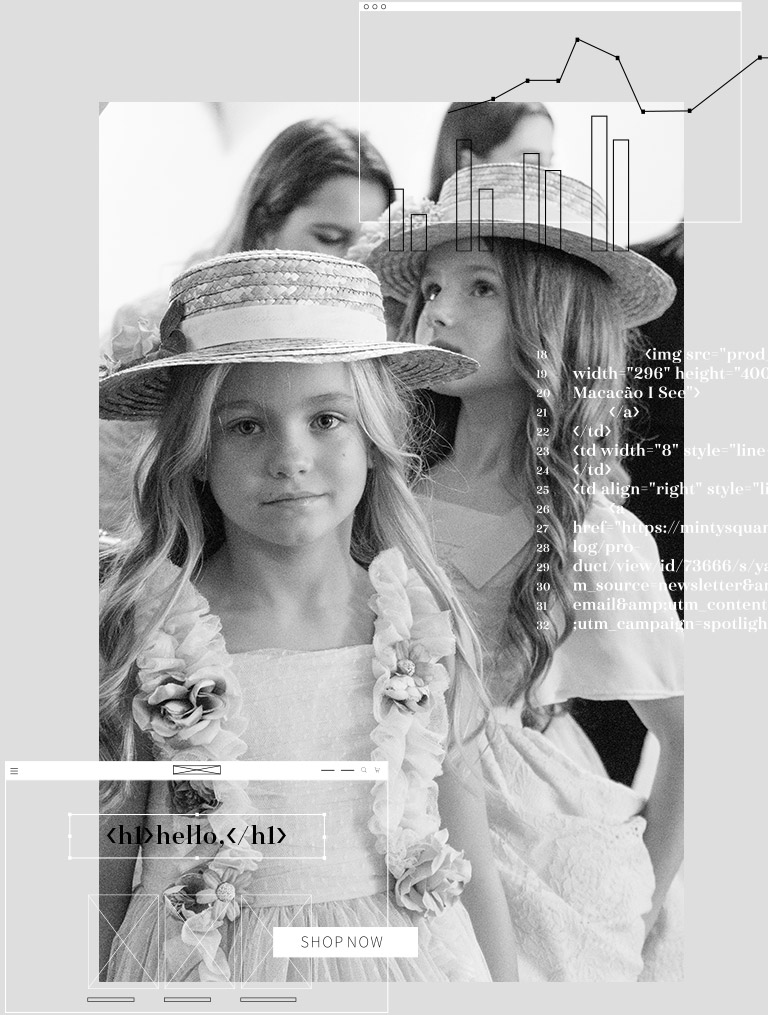 18 <img src="prod
19 width="296" height="400
20 Macacão I See">
21 </a>
22 </td>
23 <td width="8" style="line-
24 </td>
25 <td align="right" style="li
26 <a
27 href="https://mintysquar
28 log/pro-
29 duct/view/id/73666/s/ya
30 m_source=newsletter&am
31 email&amp;utm_content
32 ;utm_campaign=spotligh
<h1>hello,</h1>
SHOP NOW